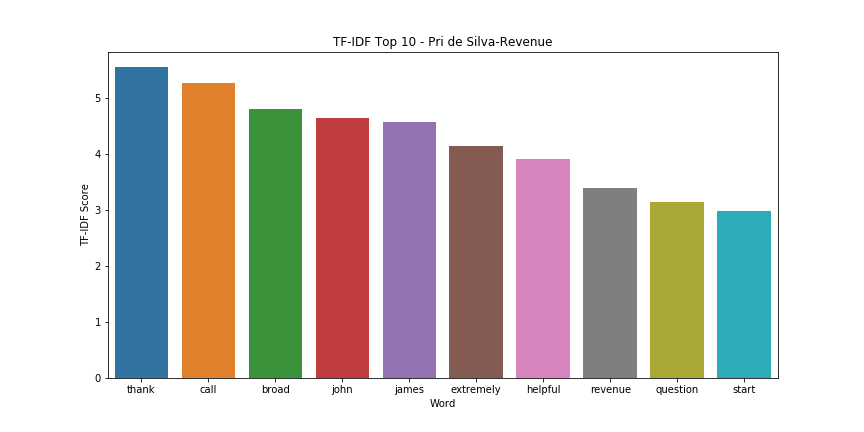 TF-IDF Top 10 - Pri de Silva-Revenue
TF-IDF Score
5
4
3
2
1
0
thank call broad john james extremely helpful revenue question start
Word